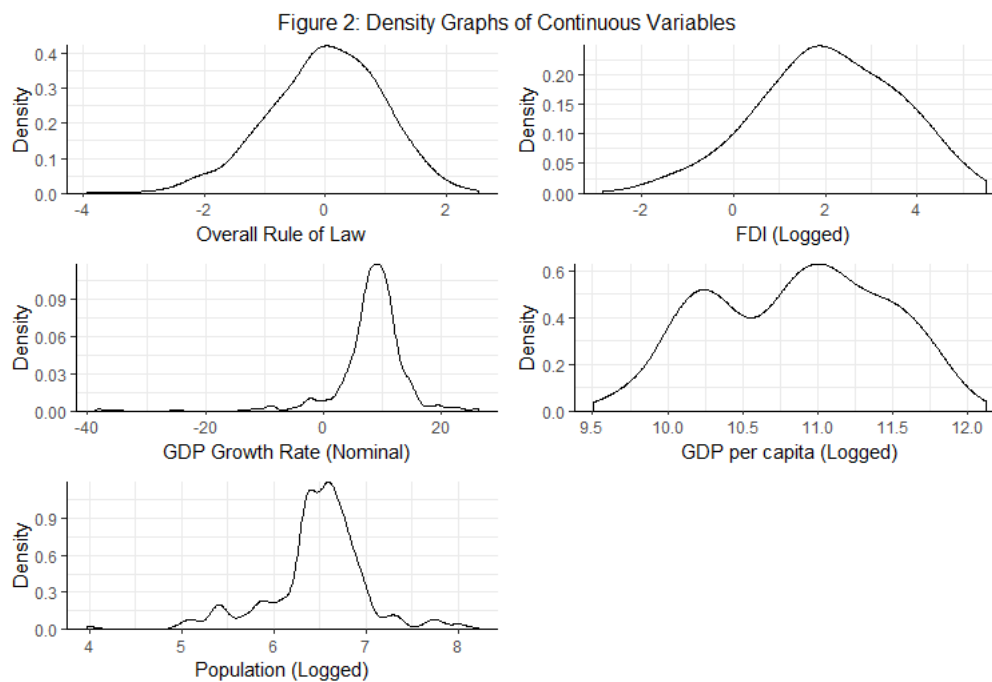 Figure 2: Density Graphs of Continuous Variables
Density
0.4
0.3
0.2
0.1
0.0
-4 -2 0 2
Overall Rule of Law
Density
0.20
0.15
0.10
0.05
0.00
-2 0 2 4
FDI (Logged)
Density
0.09
0.06
0.03
0.00
-40 -20 0 20
GDP Growth Rate (Nominal)
Density
0.6
0.4
0.2
0.0
9.5 10.0 10.5 11.0 11.5 12.0
GDP per capita (Logged)
Density
0.9
0.6
0.3
0.0
4 5 6 7 8
Population (Logged)